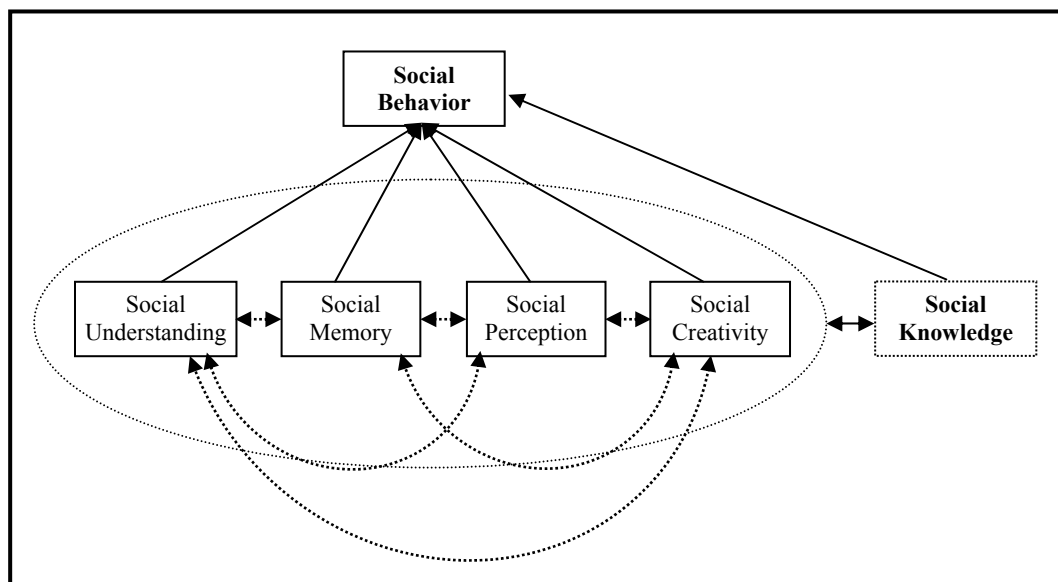 Social
Behavior
Social
Understanding
Social
Memory
Social
Perception
Social
Creativity
Social
Knowledge